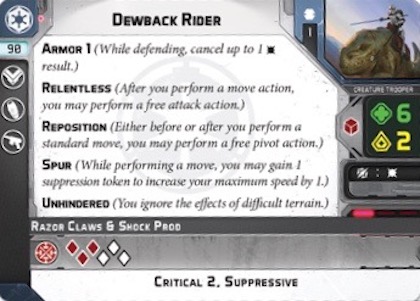 Dewback Rider
90
1
Armor 1 (While defending, cancel up to 1
result.)
Relentless (After you perform a move action,
you may perform a free attack action.)
Reposition (Either before or after you perform a
standard move, you may perform a free pivot action.)
Spur (While performing a move, you may gain 1
suppression token to increase your maximum speed by 1.)
Unhindered (You ignore the effects of difficult terrain.)
Creature Trooper
6
2
:
Razor Claws & Shock Prod
Critical 2, Suppressive